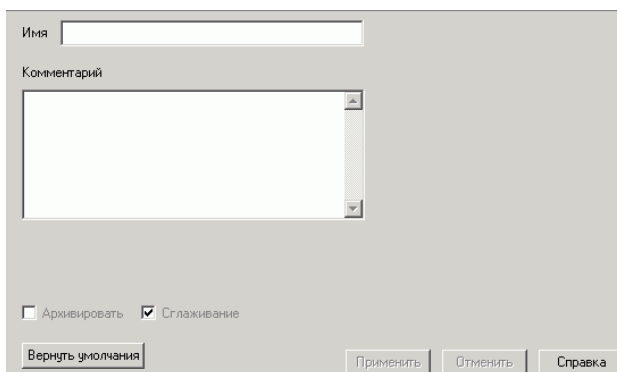 Имя
Комментарий
Архивировать Сглаживание
Вернуть умолчания
Применить Отменить Справка